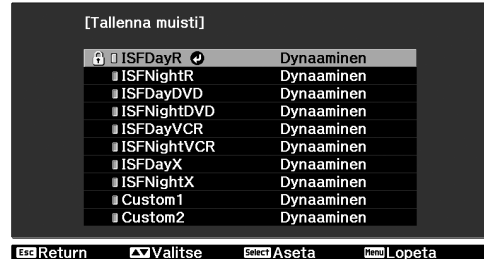 [Tallenna muisti]
ISFDayR Dynaaminen
ISFNightR Dynaaminen
ISFDayDVD Dynaaminen
ISFNightDVD Dynaaminen
ISFDayVCR Dynaaminen
ISFNightVCR Dynaaminen
ISFDayX Dynaaminen
ISFNightX Dynaaminen
Custom1 Dynaaminen
Custom2 Dynaaminen
Esc Return Valitse Select Aseta Menu Lopeta